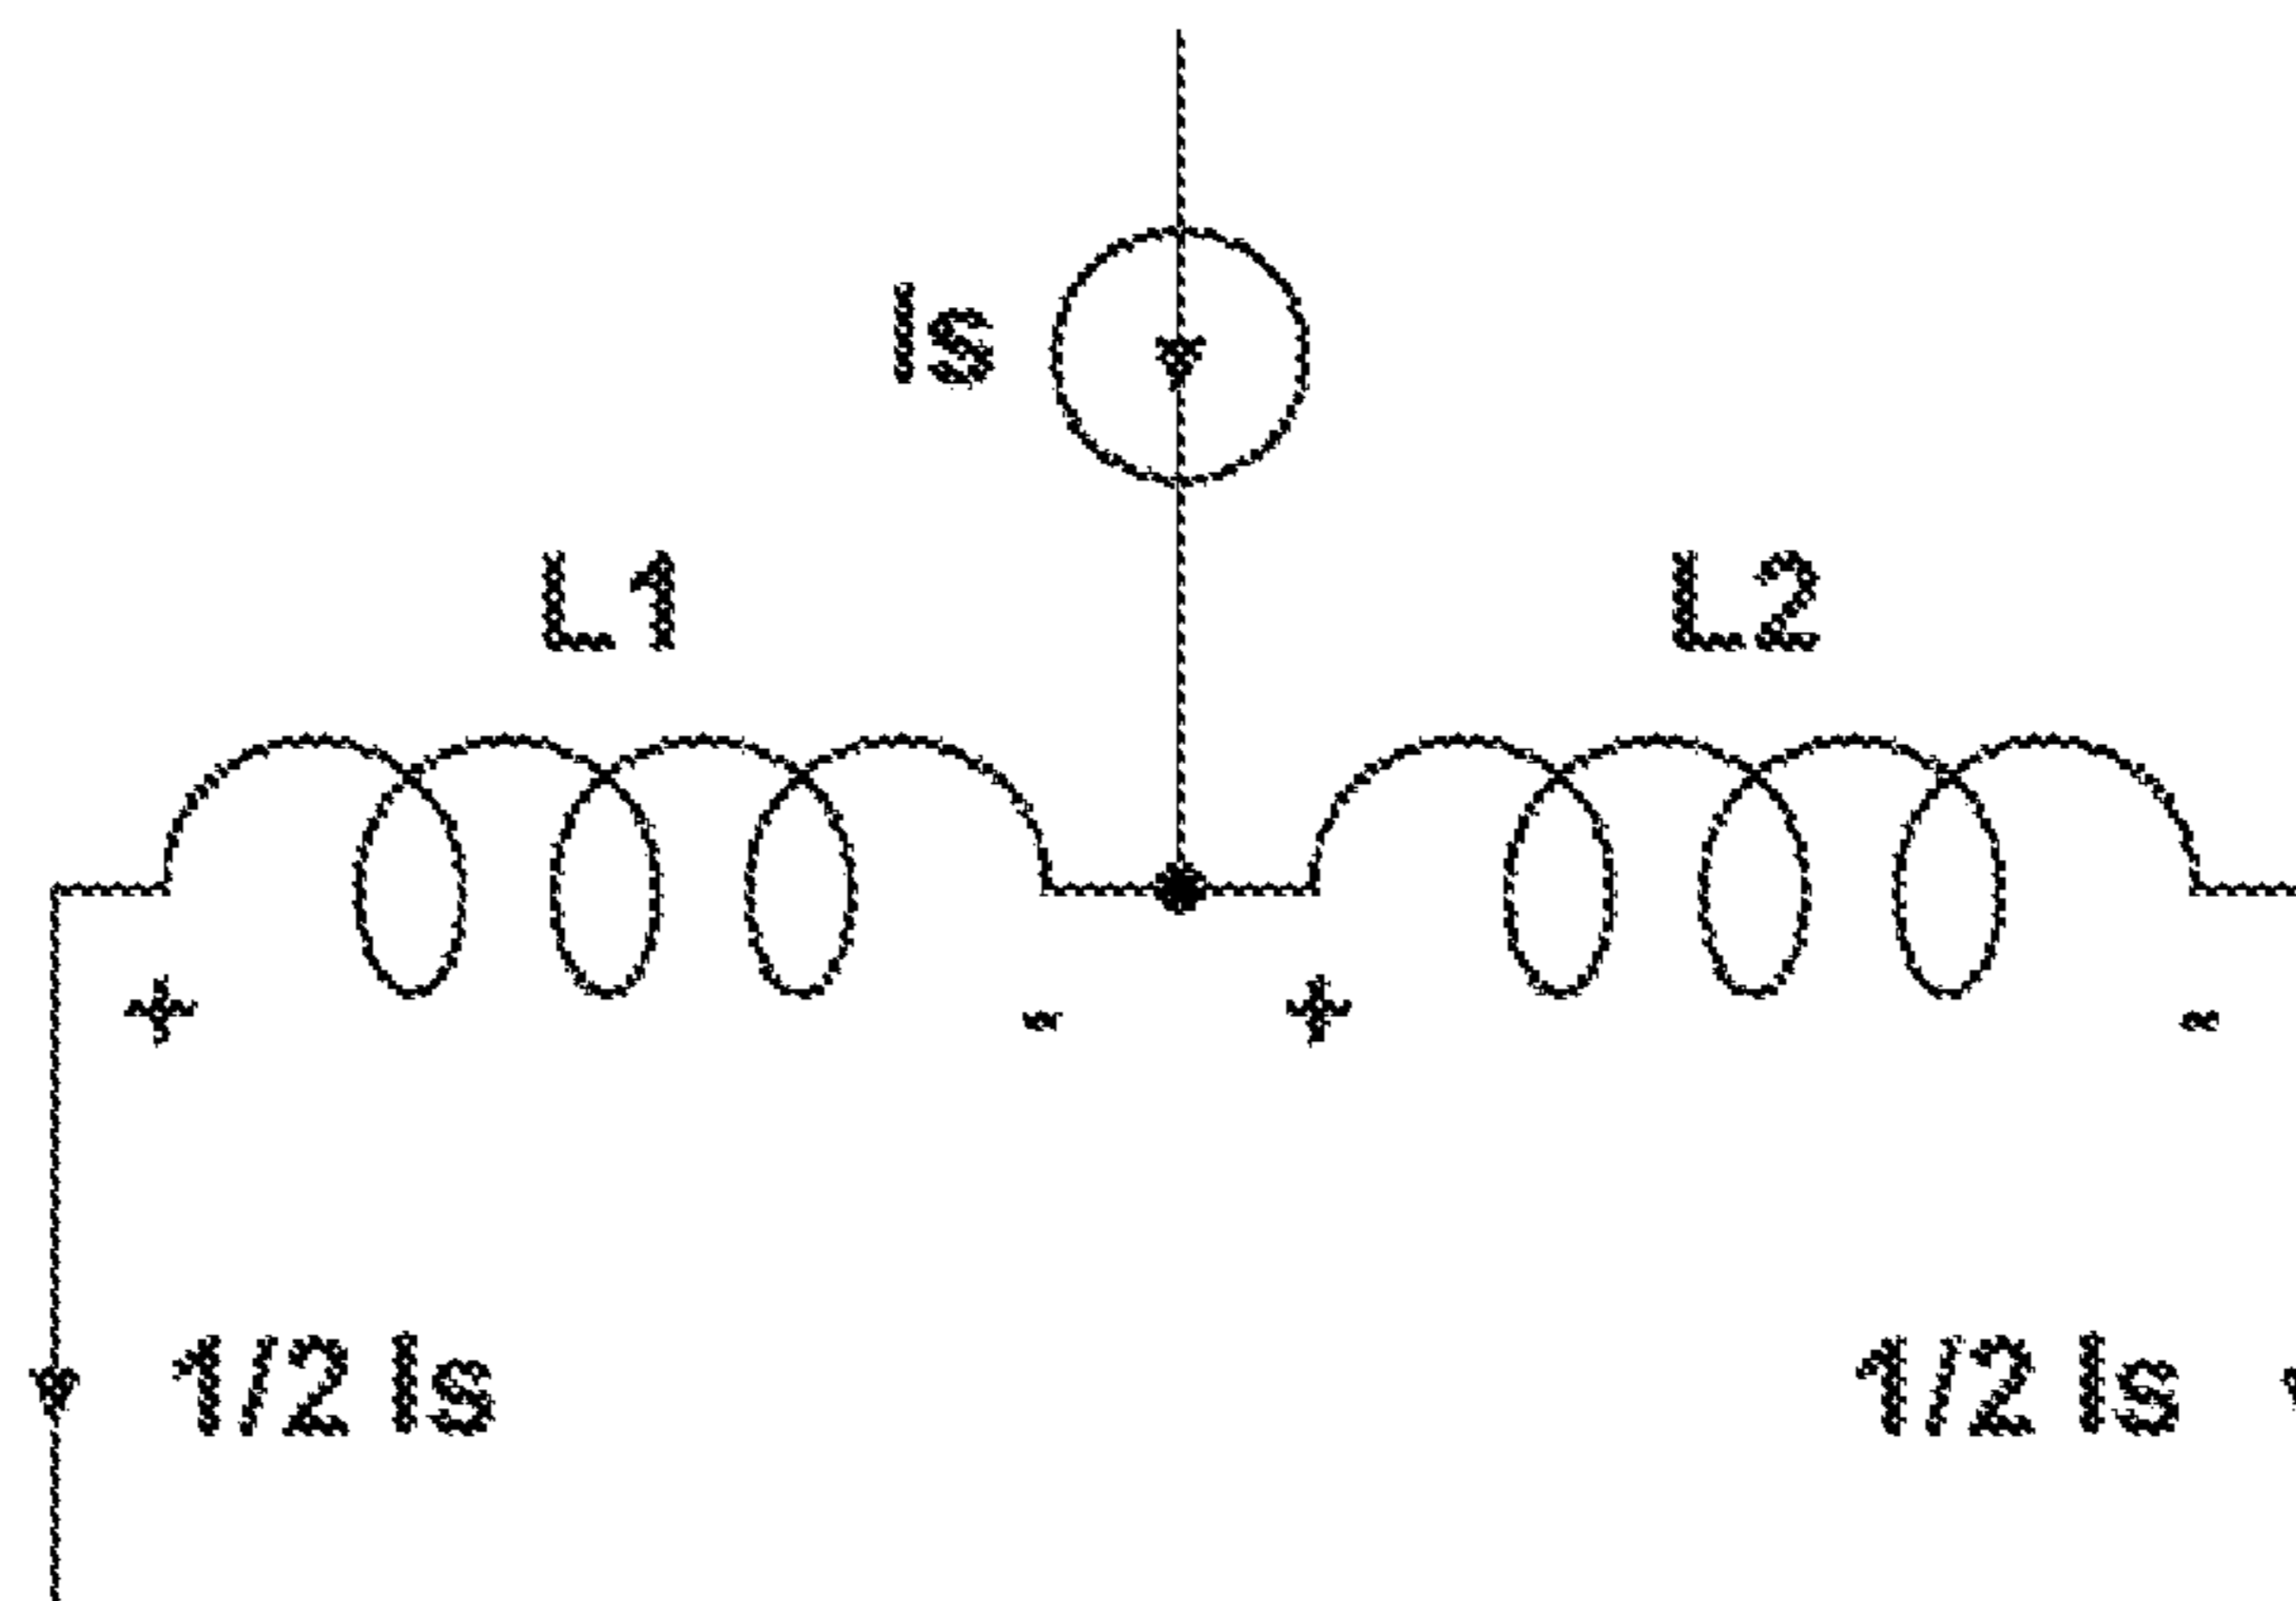 Is
L1 L2
+ - + -
1/2 Is 1/2 Is